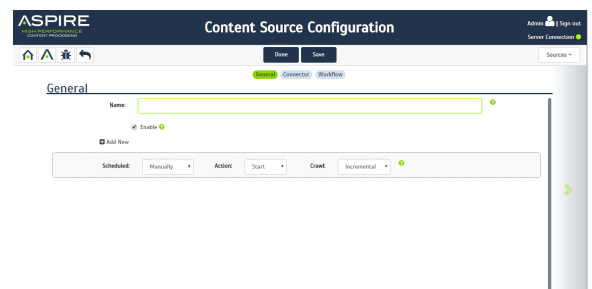 ASPIRE
HIGH PERFORMANCE
CONTENT PROCESSING
Content Source Configuration
Admin | Sign out
Server Connection
Done Save
Sources
General Connector Workflow
General
Name:
Enable
Add New
Scheduled: Manually Action: Start Crawl: Incremental